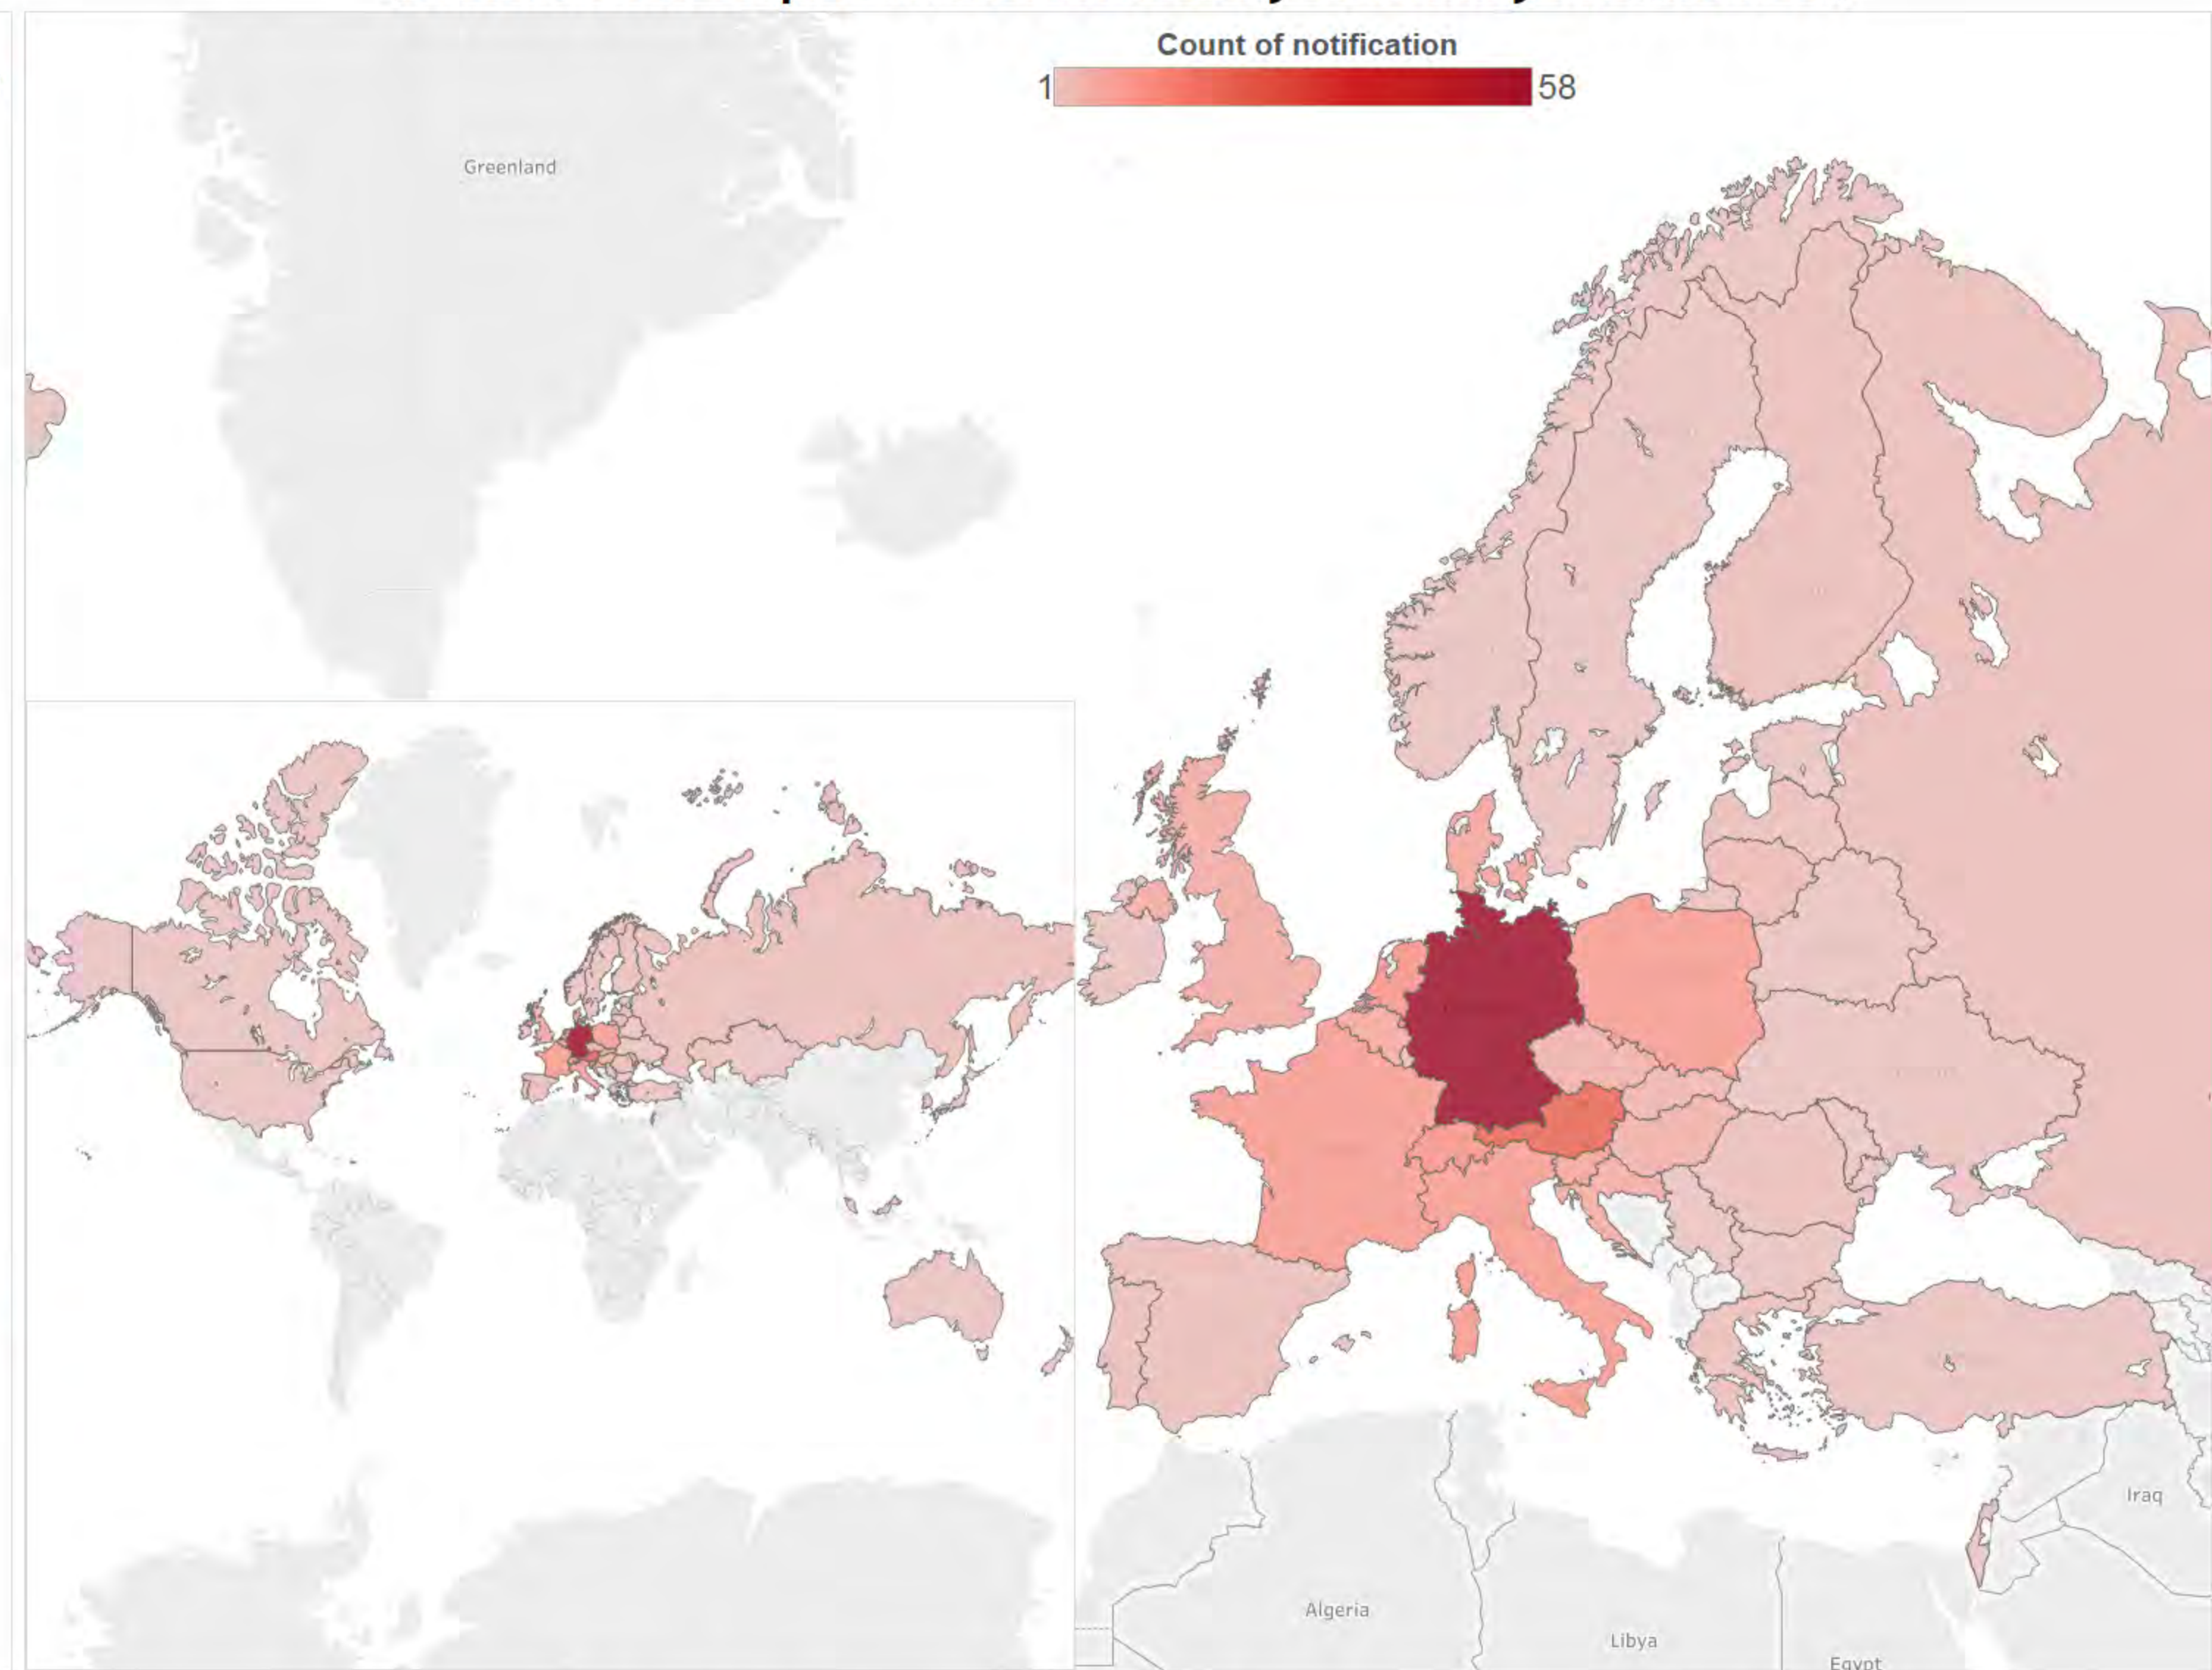 Count of notification
1
58
Greenland
Iraq
Algeria
Libya
Egypt